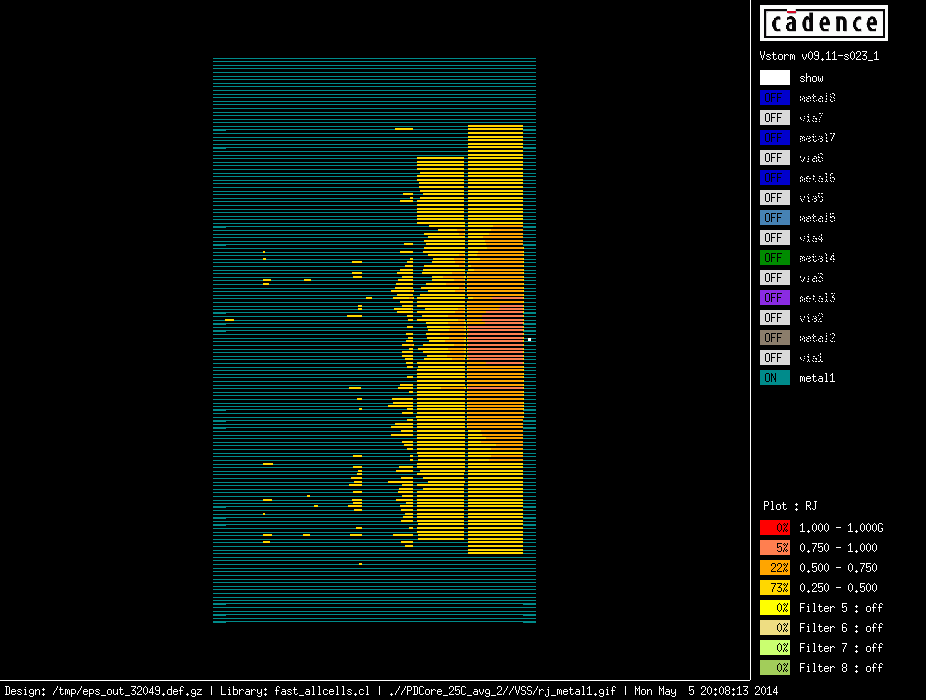 cādence
Vstorm v09.11-s023_1
show
metal8
OFF via7
metal7
OFF via6
metal6
OFF via5
OFF metal5
OFF via4
OFF metal4
OFF via3
OFF metal3
OFF via2
OFF metal2
OFF via1
ON metal1
Plot : RJ
0% 1.000 - 1.000G
5% 0.750 - 1.000
22% 0.500 - 0.750
73% 0.250 - 0.500
0% Filter 5 : off
0% Filter 6 : off
0% Filter 7 : off
0% Filter 8 : off
Design: /tmp/eps_out_32049.def.gz | Library: fast_allcells.cl | .//PDCore_25C_avg_2//VSS/rj_metal1.gif | Mon May  5 20:08:13 2014